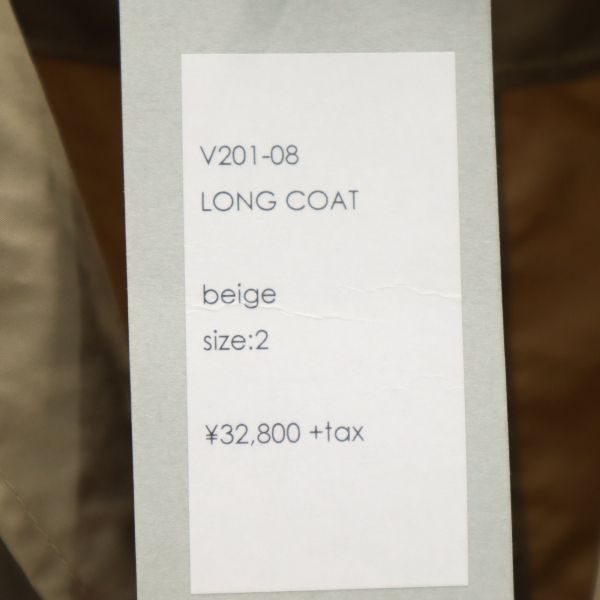 V201-08
LONG COAT
beige
size:2
¥32,800 +tax